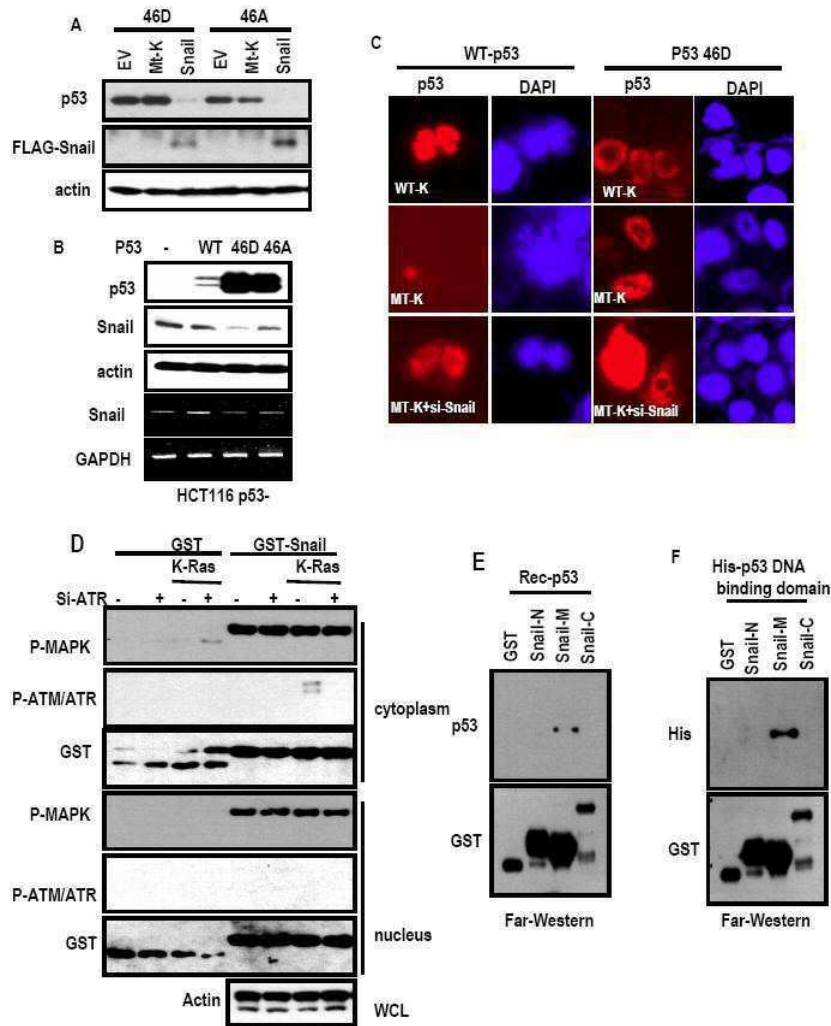 A
46D 46A
EV Mt-K Snail EV Mt-K Snail
p53
FLAG-Snail
actin
B P53 - WT 46D 46A
p53
Snail
actin
Snail
GAPDH
HCT116 p53-
C
WT-p53 P53 46D
p53 DAPI p53 DAPI
WT-K WT-K
MT-K MT-K
MT-K+si-Snail MT-K+si-Snail
D
GST GST-Snail
K-Ras K-Ras
Si-ATR - + - + - + - +
P-MAPK
P-ATM/ATR
GST
cytoplasm
P-MAPK
P-ATM/ATR
GST
nucleus
Actin WCL
E
Rec-p53
GST Snail-N Snail-M Snail-C
p53
GST
Far-Western
F
His-p53 DNA
binding domain
GST Snail-N Snail-M Snail-C
His
GST
Far-Western